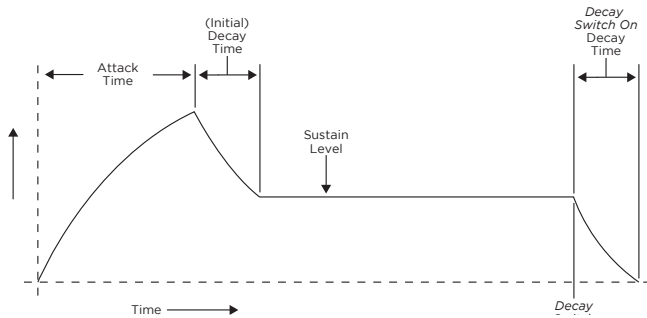 Attack
Time
(Initial)
Decay
Time
Decay
Switch On
Decay
Time
Sustain
Level
Time
Decay